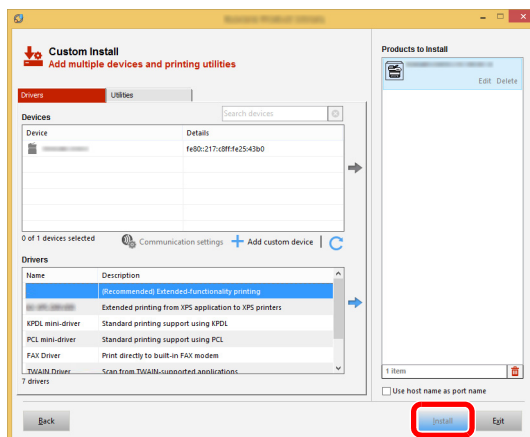 Custom Install
Add multiple devices and printing utilities
Drivers
Utilities
Devices
Search devices
Device
Details
fe80::217:c8ff:fe25:43b0
0 of 1 devices selected
Communication settings
Add custom device
Drivers
Name
Description
(Recommended) Extended-functionality printing
Extended printing from XPS application to XPS printers
KPDL mini-driver
Standard printing support using KPDL
PCL mini-driver
Standard printing support using PCL
FAX Driver
Print directly to built-in FAX modem
TWAIN Driver
Scan from TWAIN-supported applications
7 drivers
Products to Install
Edit Delete
1 item
Use host name as port name
Back
Install
Exit